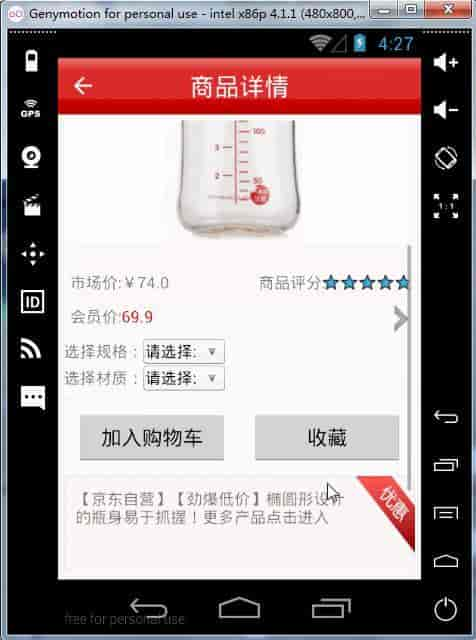 Genymotion for personal use - intel x86p 4.1.1 (480x800,...
4:27
GPS
商品详情
100
3
2
50
1:1
ID
市场价:￥74.0
商品评分:
会员价:69.9
选择规格：请选择:
选择材质：请选择:
加入购物车
收藏
优惠
【京东自营】【劲爆低价】椭圆形设计
的瓶身易于抓握！更多产品点击进入
free for personal use